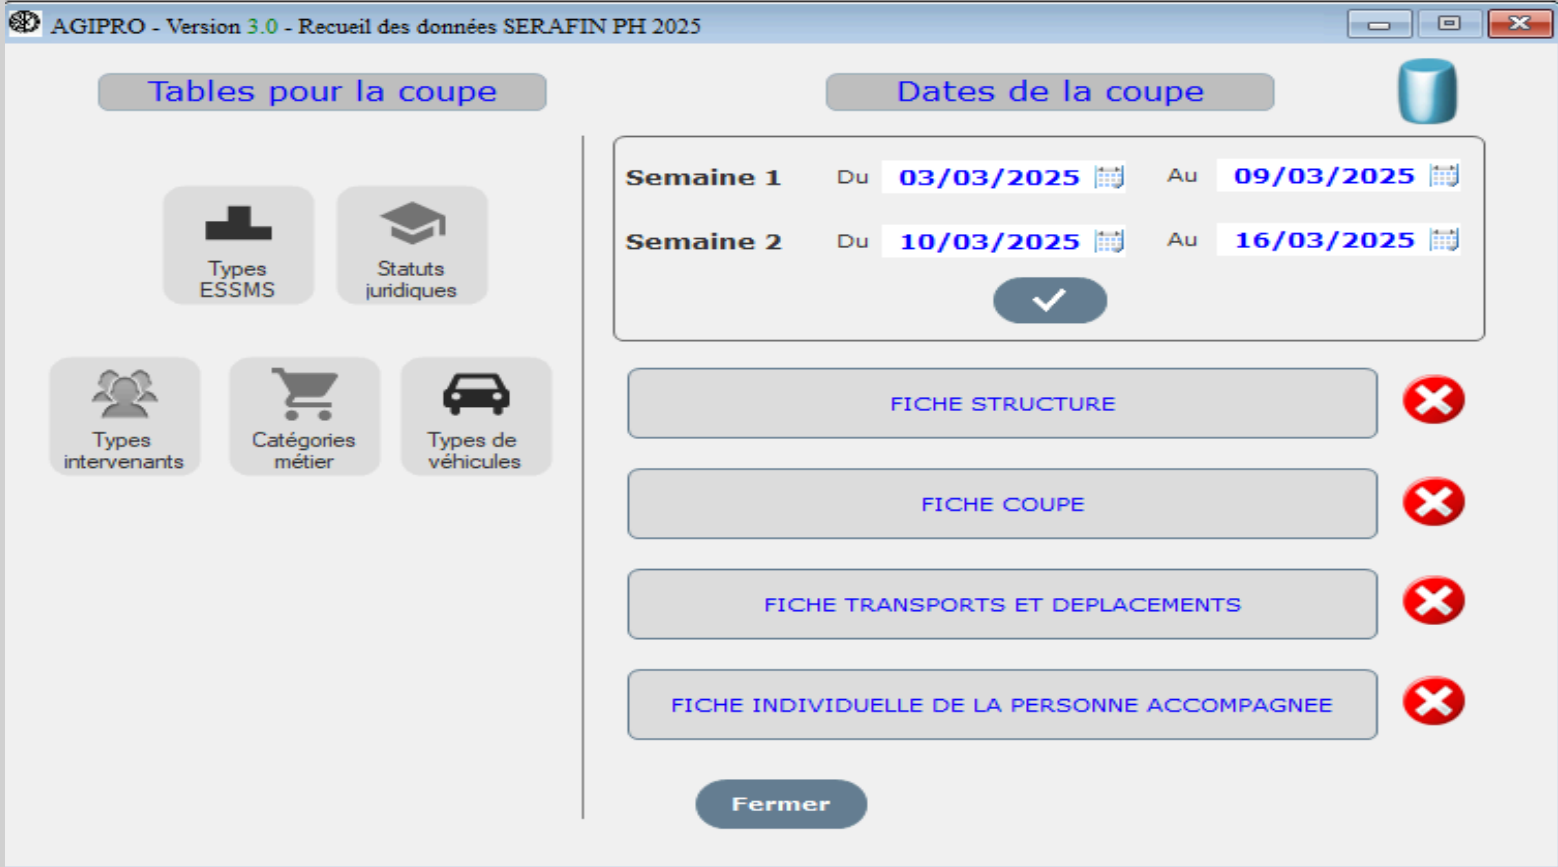 AGIPRO - Version 3.0 - Recueil des données SERAFIN PH 2025
Tables pour la coupe
Types
ESSMS
Statuts
juridiques
Types
intervenants
Catégories
métier
Types de
véhicules
Dates de la coupe
Semaine 1 Du 03/03/2025 Au 09/03/2025
Semaine 2 Du 10/03/2025 Au 16/03/2025
FICHE STRUCTURE
FICHE COUPE
FICHE TRANSPORTS ET DEPLACEMENTS
FICHE INDIVIDUELLE DE LA PERSONNE ACCOMPAGNEE
Fermer